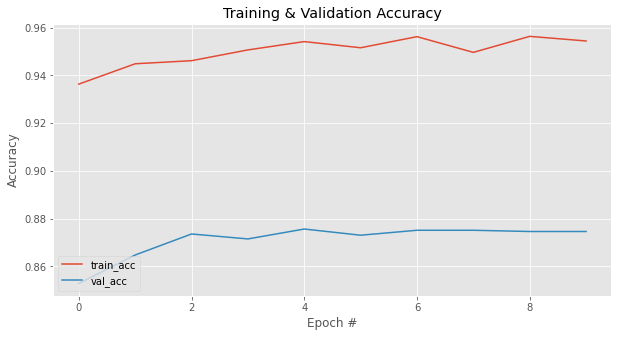 Training & Validation Accuracy
Accuracy
0.96
0.94
0.92
0.90
0.88
0.86
train_acc
val_acc
0 2 4 6 8
Epoch #